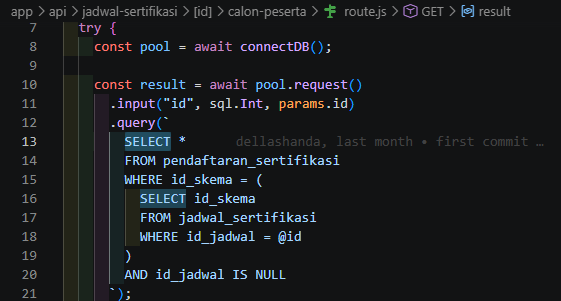 app > api > jadwal-sertifikasi > [id] > calon-peserta > route.js > GET > result
7 try {
8 const pool = await connectDB();
9
10 const result = await pool.request()
11 .input("id", sql.Int, params.id)
12 .query(`
13 SELECT * dellashanda, last month • first commit …
14 FROM pendaftaran_sertifikasi
15 WHERE id_skema = (
16 SELECT id_skema
17 FROM jadwal_sertifikasi
18 WHERE id_jadwal = @id
19 )
20 AND id_jadwal IS NULL
21 `);